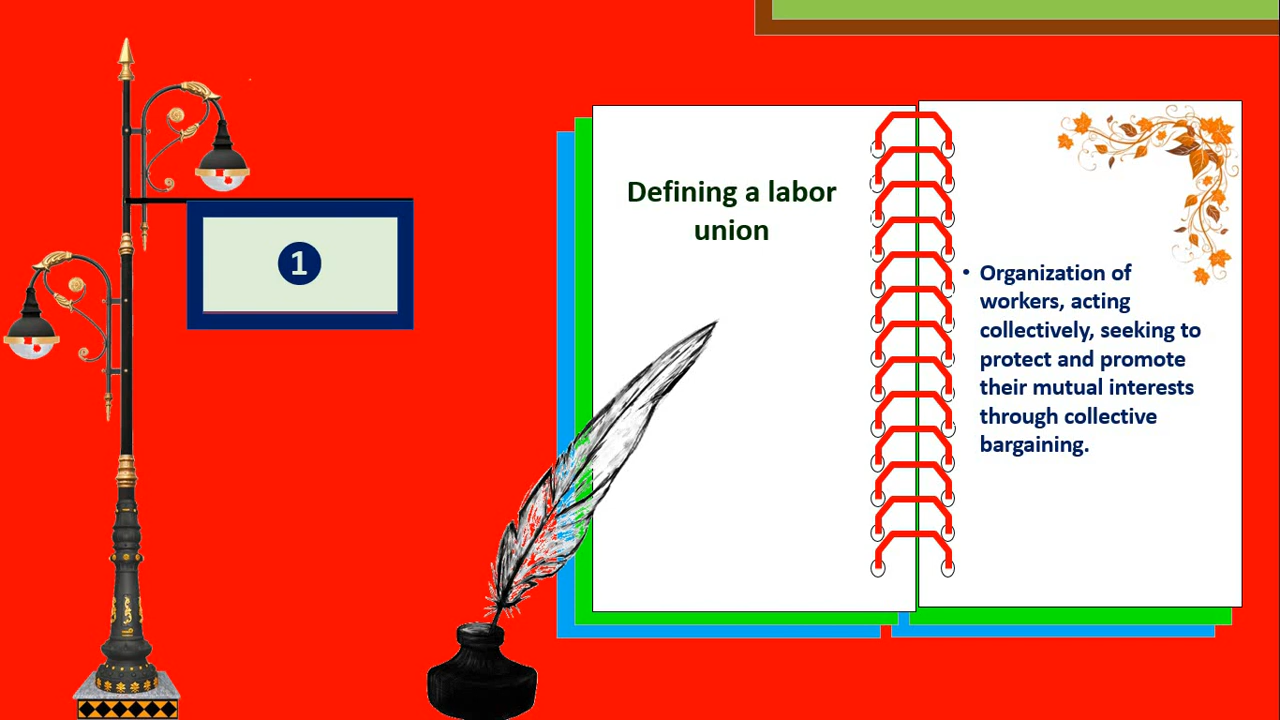 1
Defining a labor
union
• Organization of
workers, acting
collectively, seeking to
protect and promote
their mutual interests
through collective
bargaining.